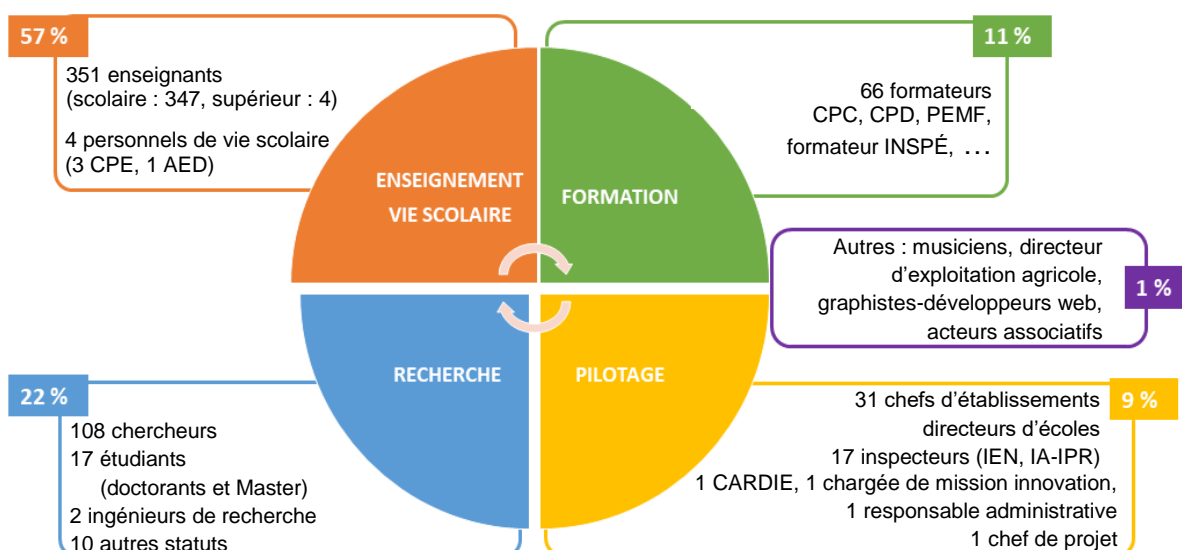 57 %
351 enseignants
(scolaire : 347, supérieur : 4)
4 personnels de vie scolaire
(3 CPE, 1 AED)
ENSEIGNEMENT
VIE SCOLAIRE
11 %
66 formateurs
CPC, CPD, PEMF,
formateur INSPÉ, ...
FORMATION
Autres : musiciens, directeur
d'exploitation agricole,
graphistes-développeurs web,
acteurs associatifs
1 %
22 %
108 chercheurs
17 étudiants
(doctorants et Master)
2 ingénieurs de recherche
10 autres statuts
RECHERCHE
PILOTAGE
9 %
31 chefs d'établissements
directeurs d'écoles
17 inspecteurs (IEN, IA-IPR)
1 CARDIE, 1 chargée de mission innovation,
1 responsable administrative
1 chef de projet